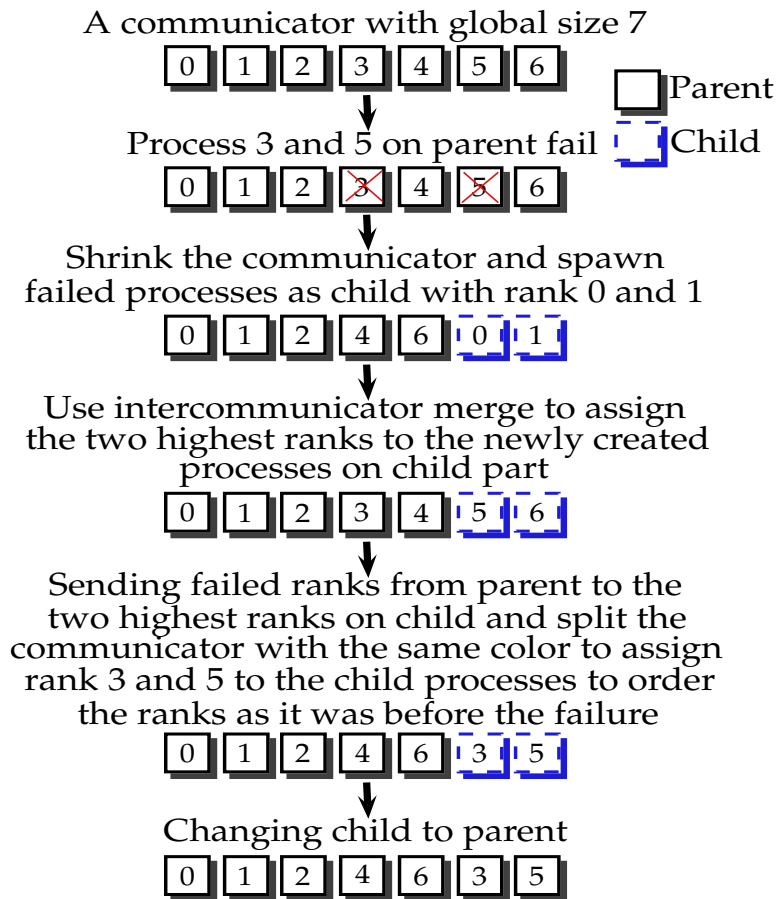 A communicator with global size 7
0 1 2 3 4 5 6
Parent
Child
Process 3 and 5 on parent fail
0 1 2 3 4 5 6
Shrink the communicator and spawn
failed processes as child with rank 0 and 1
0 1 2 4 6 0 1
Use intercommunicator merge to assign
the two highest ranks to the newly created
processes on child part
0 1 2 3 4 5 6
Sending failed ranks from parent to the
two highest ranks on child and split the
communicator with the same color to assign
rank 3 and 5 to the child processes to order
the ranks as it was before the failure
0 1 2 4 6 3 5
Changing child to parent
0 1 2 4 6 3 5